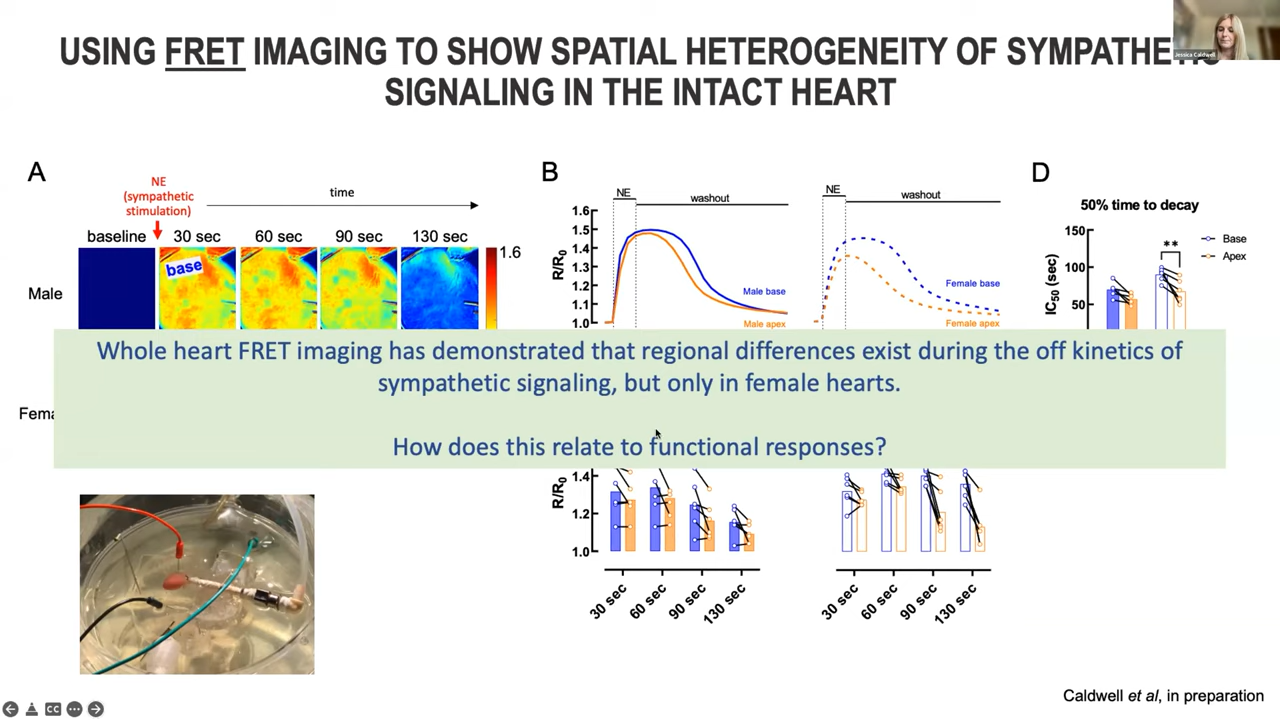 USING FRET IMAGING TO SHOW SPATIAL HETEROGENEITY OF SYMPATHETIC
SIGNALING IN THE INTACT HEART
Jessica Caldwell
A
NE
(sympathetic
stimulation)
time
baseline
30 sec
60 sec
90 sec
130 sec
base
1.6
Male
B
NE
washout
1.6
1.5
1.4
1.3
1.2
1.1
1.0
R/R0
Male base
Male apex
NE
washout
Female base
Female apex
D
50% time to decay
150
100
50
IC50 (sec)
**
Base
Apex
Whole heart FRET imaging has demonstrated that regional differences exist during the off kinetics of
sympathetic signaling, but only in female hearts.
How does this relate to functional responses?
Fema
1.4
1.2
1.0
R/R0
30 sec
60 sec
90 sec
130 sec
30 sec
60 sec
90 sec
130 sec
CC
Caldwell et al, in preparation